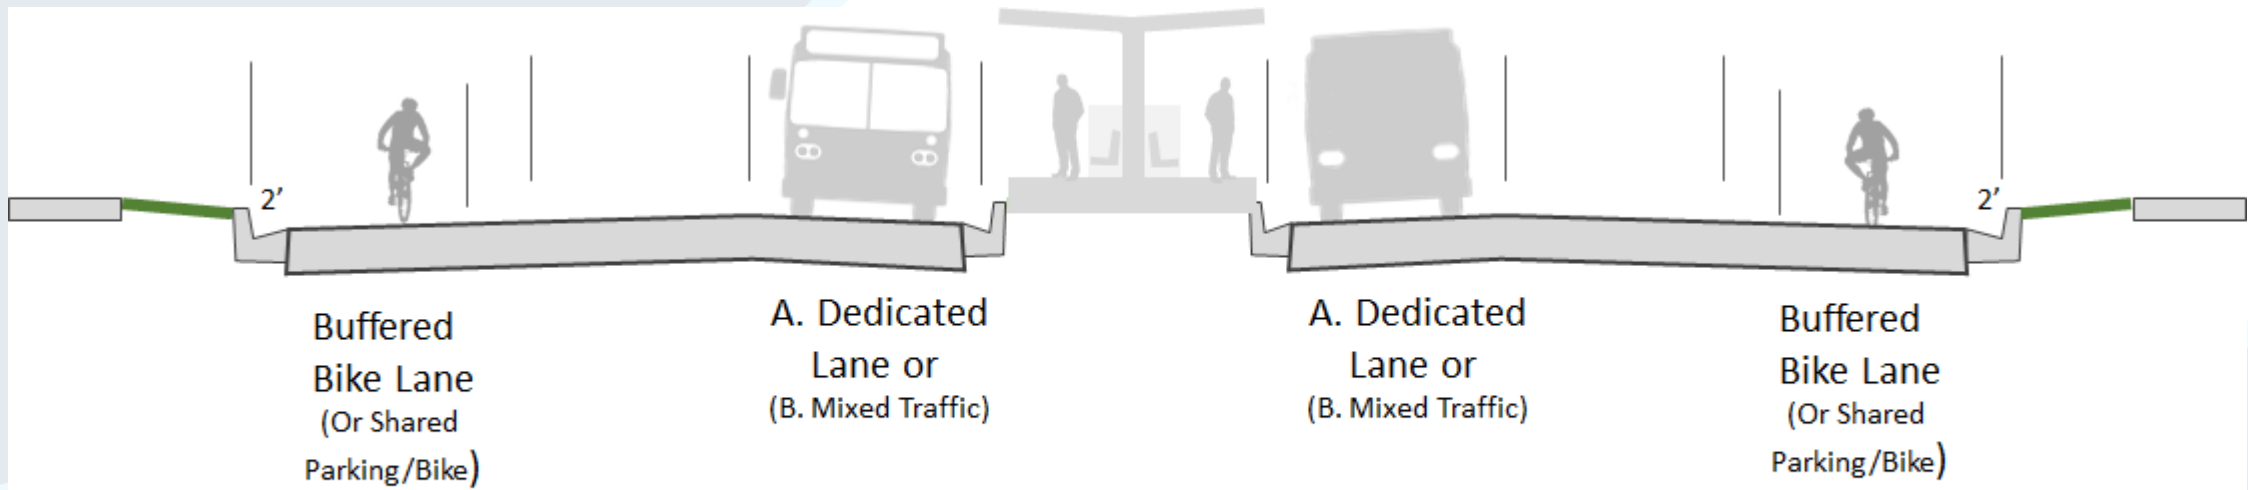 2’
2’
Buffered
Bike Lane
(Or Shared
Parking/Bike)
A. Dedicated
Lane or
(B. Mixed Traffic)
A. Dedicated
Lane or
(B. Mixed Traffic)
Buffered
Bike Lane
(Or Shared
Parking/Bike)